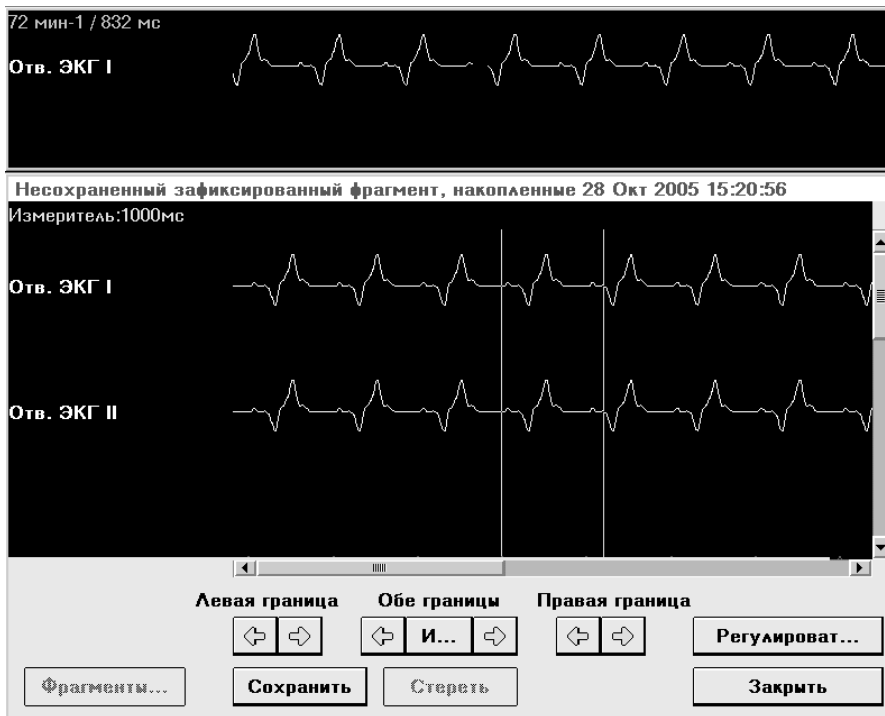 72 мин-1 / 832 мс
Отв. ЭКГ I
Несохраненный зафиксированный фрагмент, накопленные 28 Окт 2005 15:20:56
Измеритель:1000мс
Отв. ЭКГ I
Отв. ЭКГ II
Левая граница Обе границы Правая граница
И... Регулироват...
Фрагменты... Сохранить Стереть Закрыть